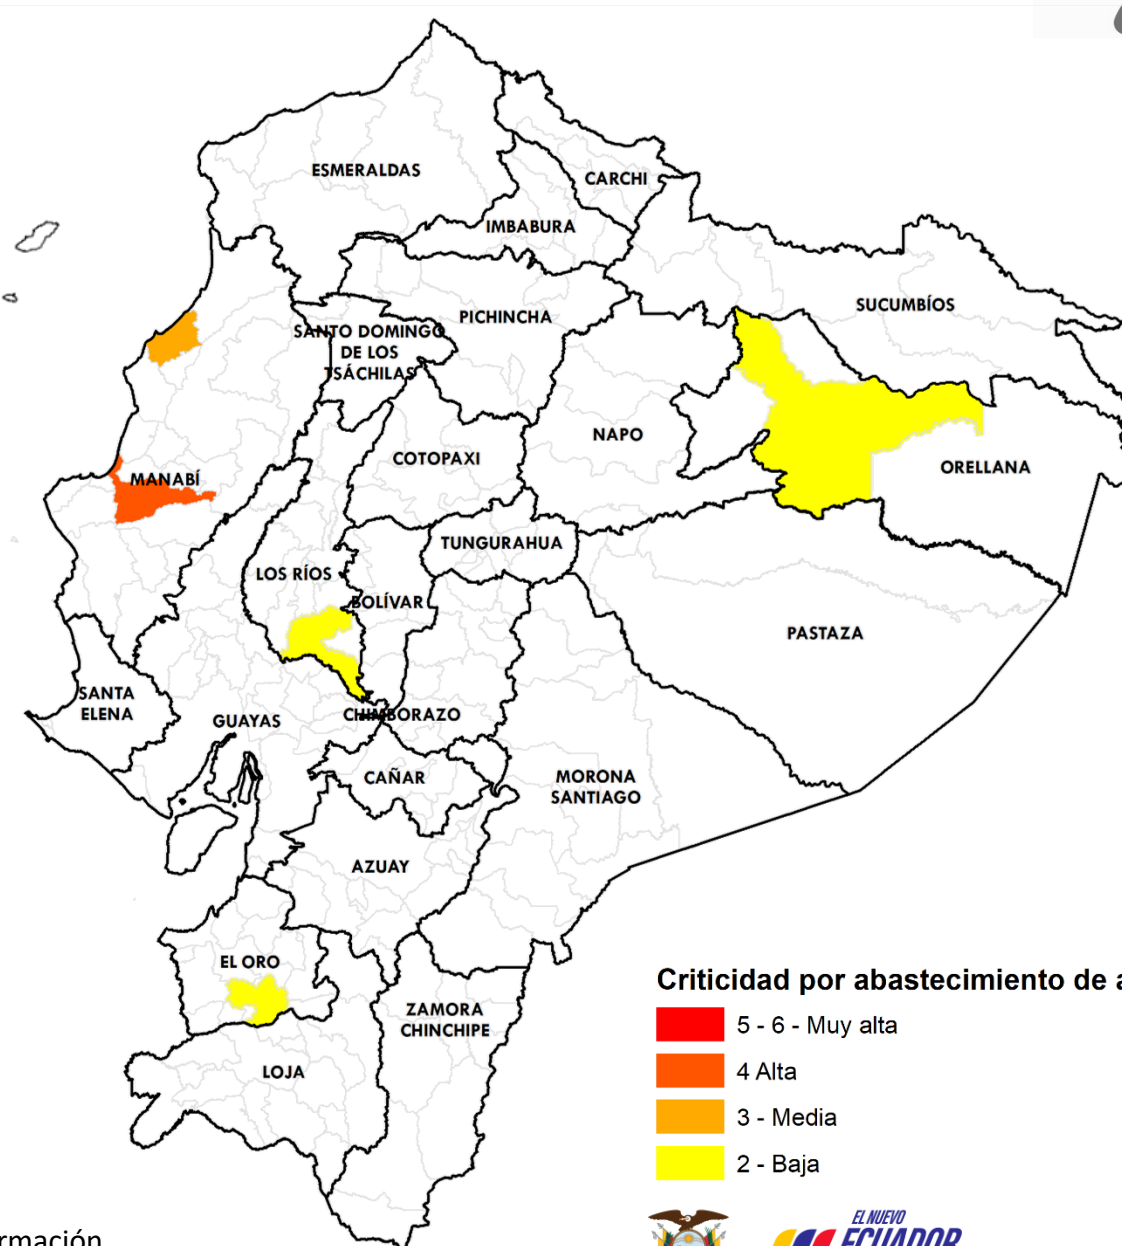 ESMERALDAS
CARCHI
IMBABURA
SUCUMBÍOS
PICHINCHA
SANTO DOMINGO
DE LOS
TSÁCHILAS
NAPO
COTOPAXI
ORELLANA
MANABÍ
TUNGURAHUA
LOS RÍOS
BOLÍVAR
PASTAZA
SANTA
ELENA
GUAYAS
CHIMBORAZO
CAÑAR
MORONA
SANTIAGO
AZUAY
EL ORO
ZAMORA
CHINCHIPE
LOJA
Criticidad por abastecimiento de a
5 - 6 - Muy alta
4 Alta
3 - Media
2 - Baja
EL NUEVO
ECUADOR
rmación